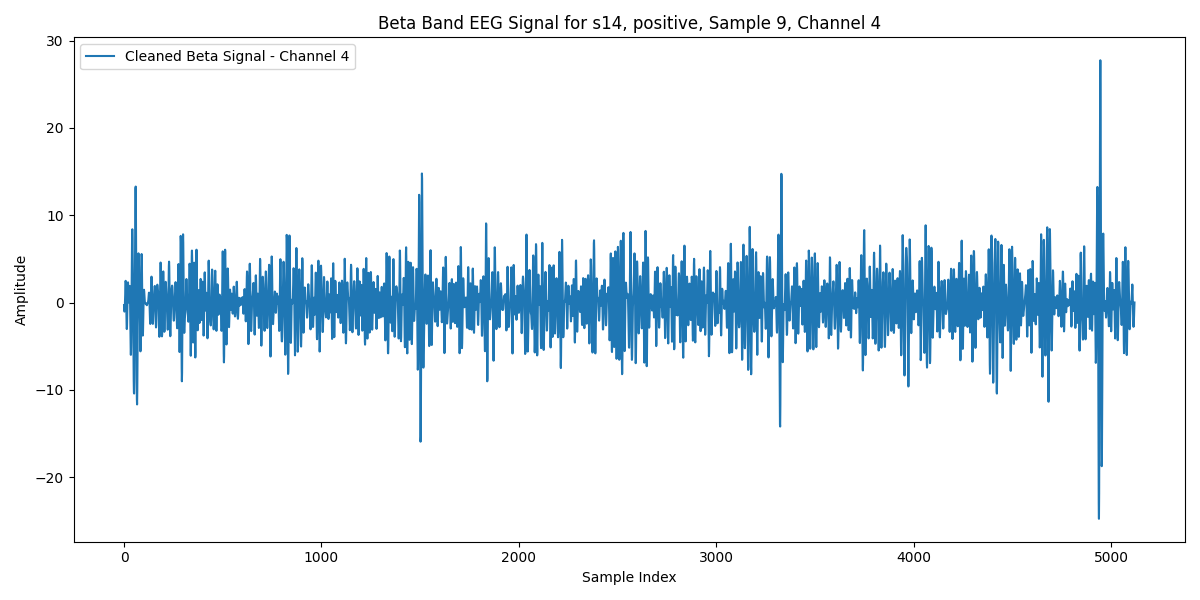 Beta Band EEG Signal for s14, positive, Sample 9, Channel 4
Cleaned Beta Signal - Channel 4
30
20
10
0
−10
−20
Amplitude
0 1000 2000 3000 4000 5000
Sample Index